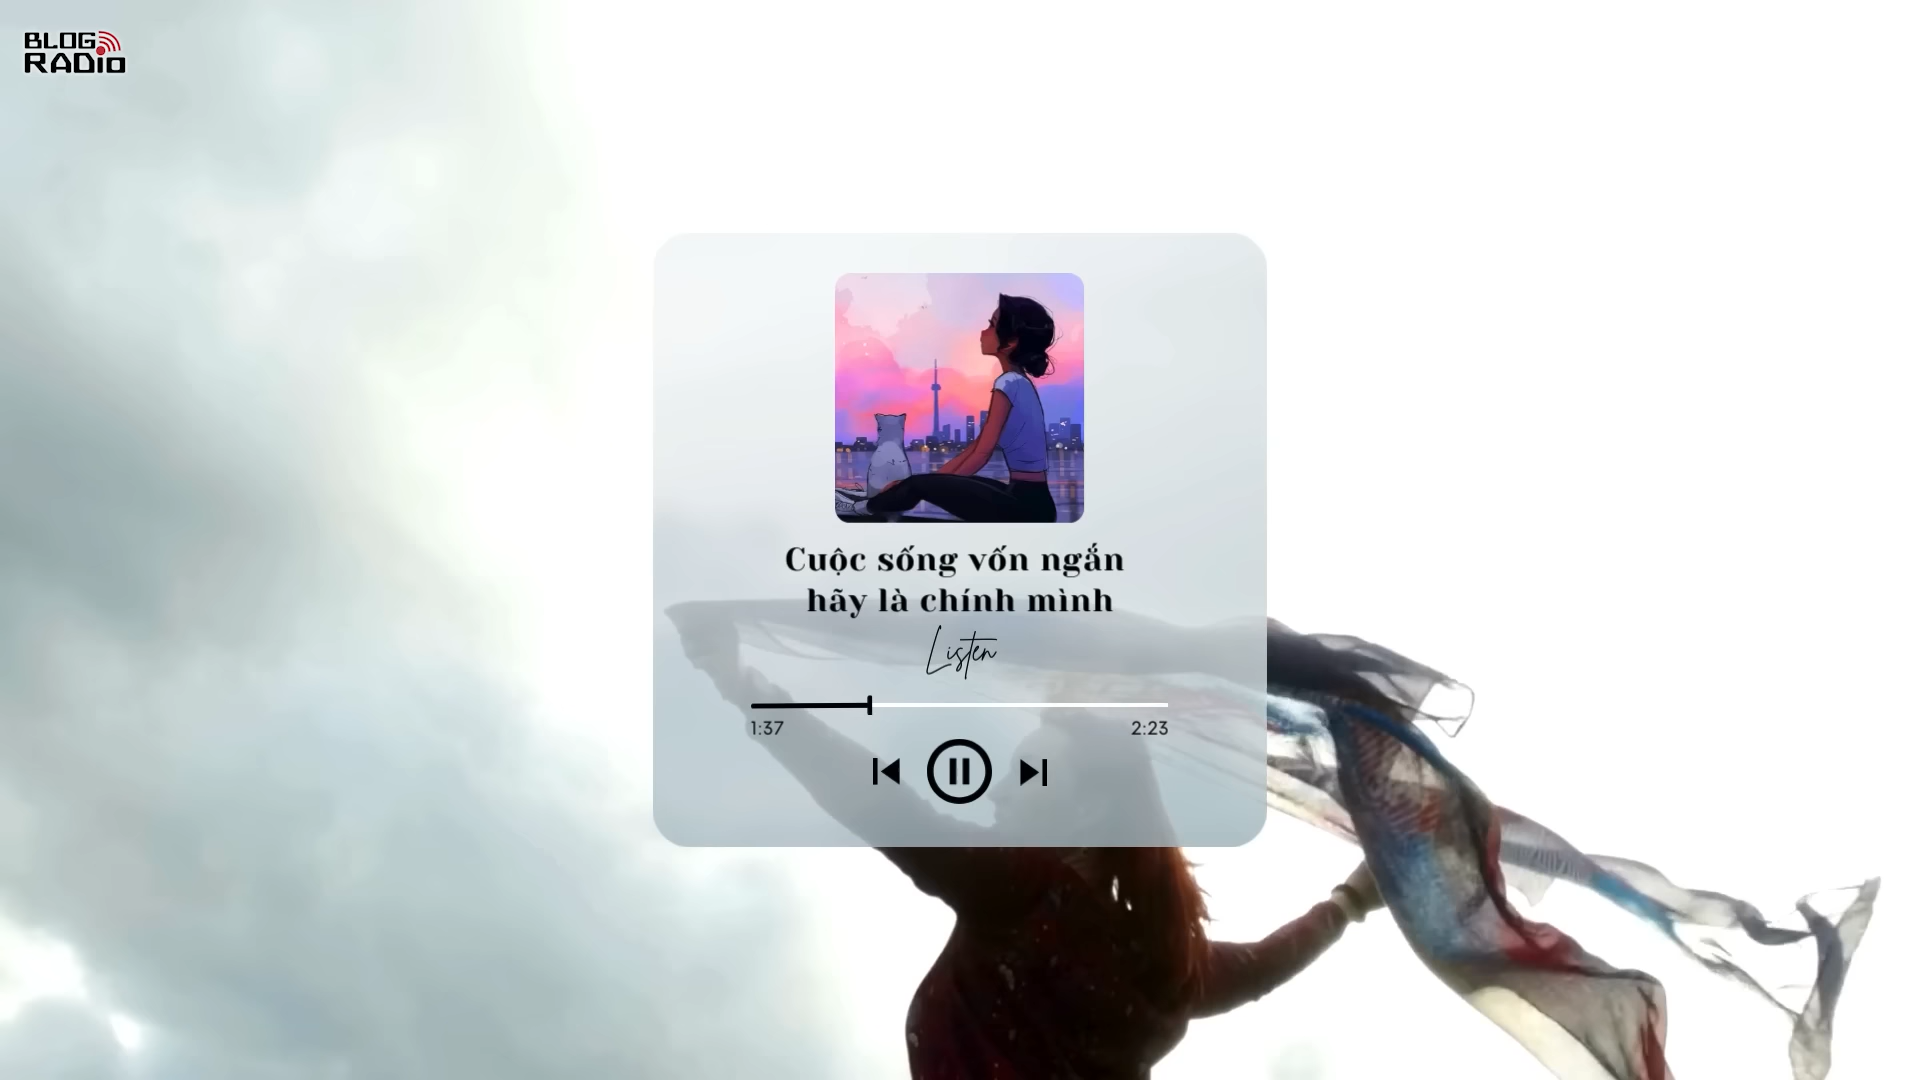 BLOG
RADIO
Cuộc sống vốn ngắn
hãy là chính mình
Listen
1:37
2:23